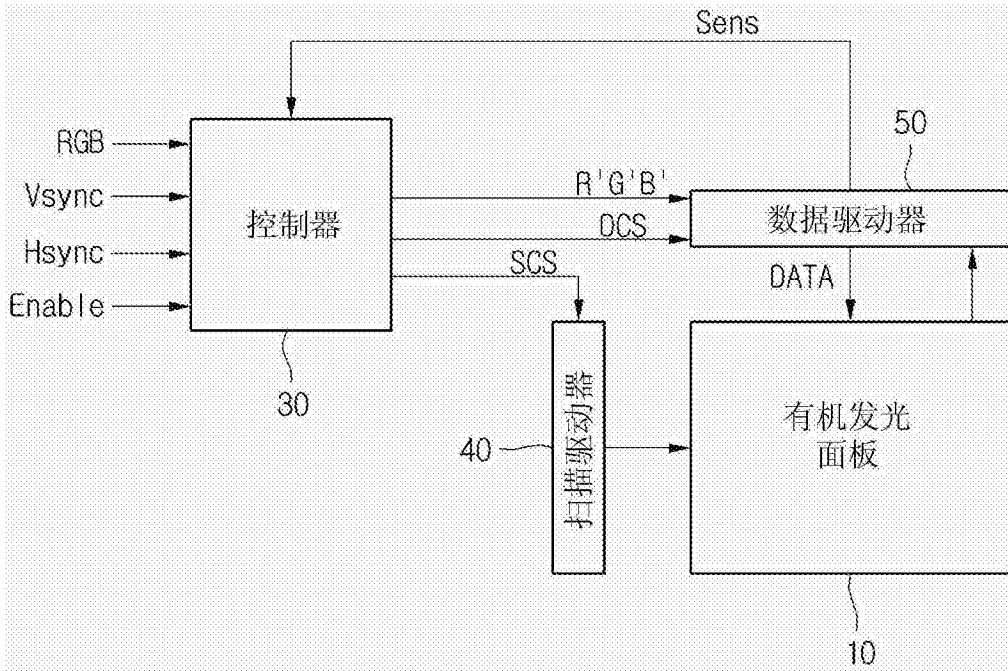 Sens
50
RGB
R'G'B'
Vsync
控制器
数据驱动器
DCS
Hsync
SCS
DATA
Enable
30
扫描驱动器
有机发光
面板
40
10